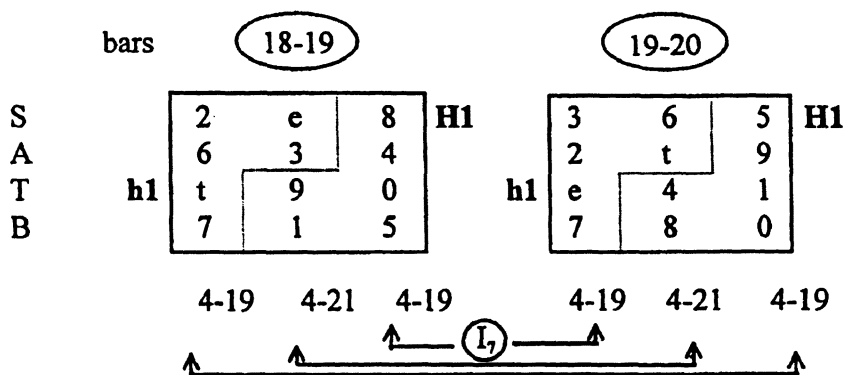 bars 18-19 19-20
S 2 e 8 H1 3 6 5 H1
A 6 3 4 2 t 9
T h1 t 9 0 h1 e 4 1
B 7 1 5 7 8 0
4-19 4-21 4-19 4-19 4-21 4-19
I₇